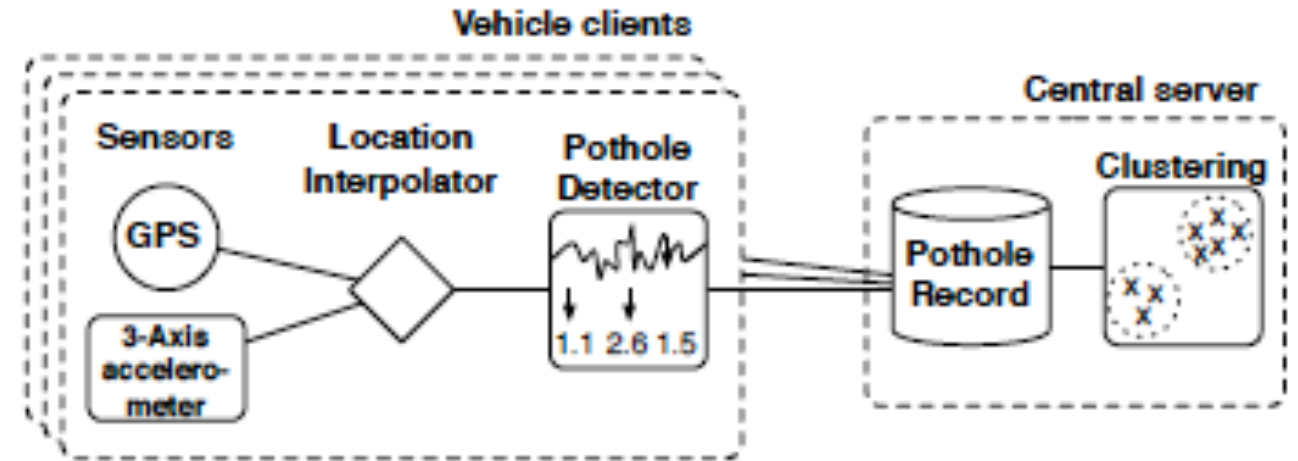 Vehicle clients
Central server
Sensors
Location
Interpolator
Pothole
Detector
Clustering
GPS
3-Axis
accelero-
meter
1.1 2.6 1.5
Pothole
Record
x
x x x
x
x x
x